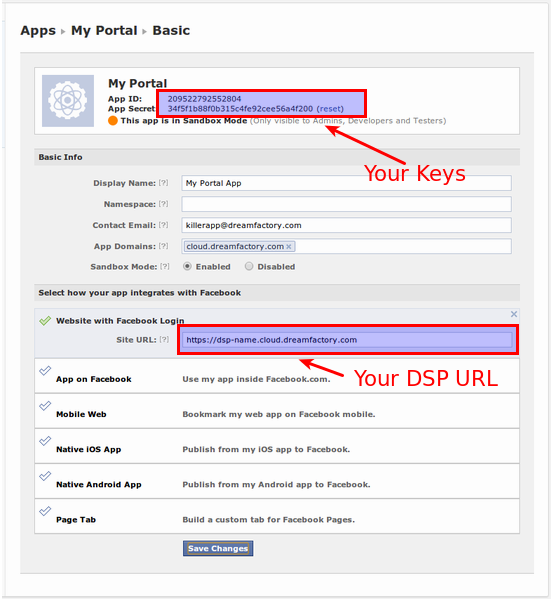 Apps ▸ My Portal ▸ Basic
My Portal
App ID: 209522792552804
App Secret: 34f5f1b88f0b315c4fe92cee56a4f200 (reset)
This app is in Sandbox Mode (Only visible to Admins, Developers and Testers)
Your Keys
Basic Info
Display Name: [?] My Portal App
Namespace: [?]
Contact Email: [?] killerapp@dreamfactory.com
App Domains: [?] cloud.dreamfactory.com ×
Sandbox Mode: [?] Enabled Disabled
Select how your app integrates with Facebook
Website with Facebook Login ×
Site URL: [?] https://dsp-name.cloud.dreamfactory.com
Your DSP URL
App on Facebook Use my app inside Facebook.com.
Mobile Web Bookmark my web app on Facebook mobile.
Native iOS App Publish from my iOS app to Facebook.
Native Android App Publish from my Android app to Facebook.
Page Tab Build a custom tab for Facebook Pages.
Save Changes